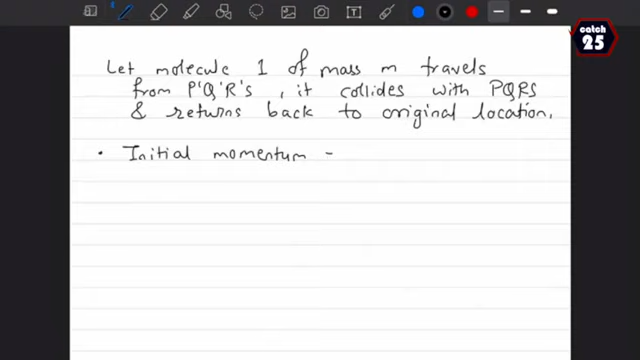 catch
25
Let molecule 1 of mass m travels
from P'Q'R's, it collides with PQRS
& returns back to original location.
• Initial momentum -